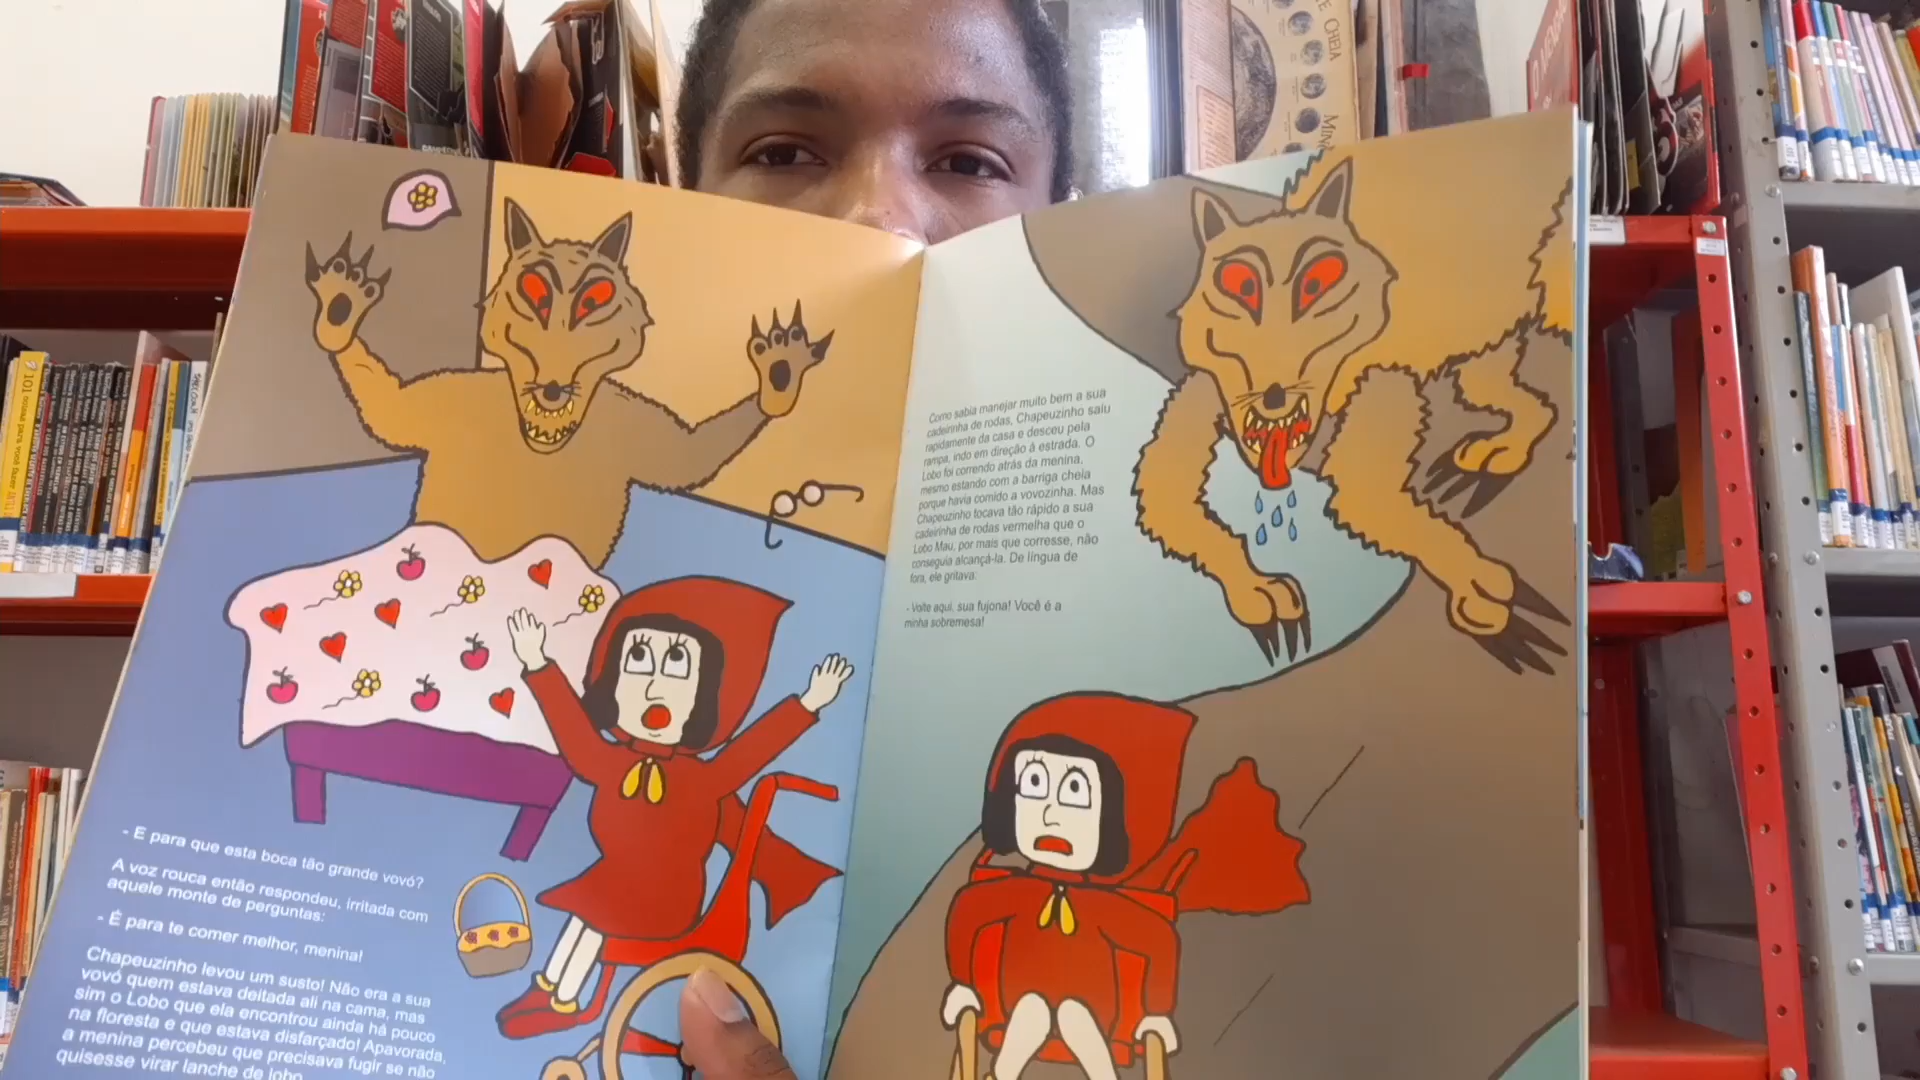 - E para que esta boca tão grande vovó?
A voz rouca então respondeu, irritada com
aquele monte de perguntas:
- É para te comer melhor, menina!
Chapeuzinho levou um susto! Não era a sua
vovó quem estava deitada ali na cama, mas
sim o Lobo que ela encontrou ainda há pouco
na floresta e que estava disfarçado! Apavorada,
a menina percebeu que precisava fugir se não
quisesse virar lanche de lobo
Como sabia manejar muito bem a sua
cadeirinha de rodas, Chapeuzinho saiu
rapidamente da casa e desceu pela
rampa, indo em direção à estrada. O
Lobo foi correndo atrás da menina,
mesmo estando com a barriga cheia
porque havia comido a vovozinha. Mas
Chapeuzinho tocava tão rápido a sua
cadeirinha de rodas vermelha que o
Lobo Mau, por mais que corresse, não
conseguia alcançá-la. De língua de
fora, ele gritava:
- Volte aqui, sua fujona! Você é a
minha sobremesa!
CHEIA
101